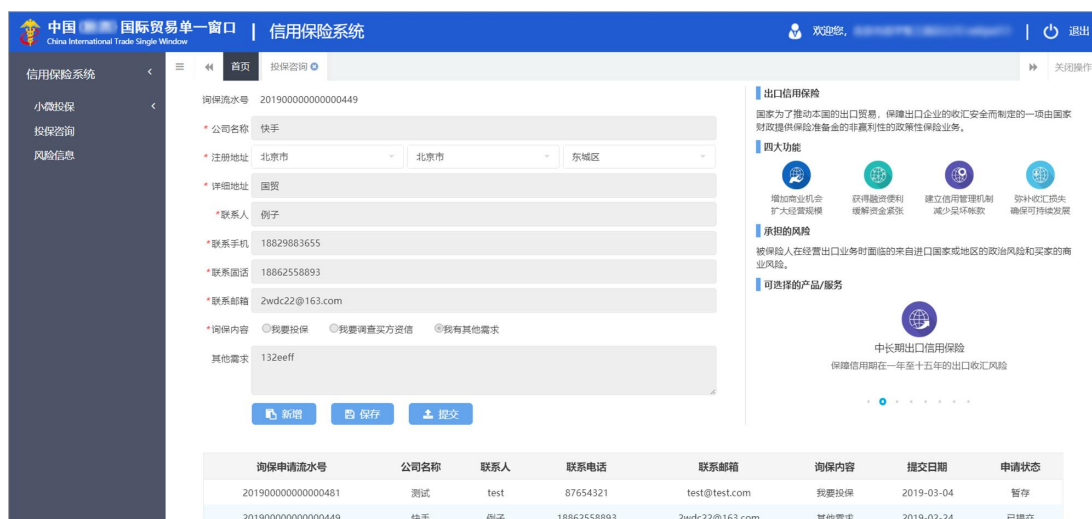 中国 国际贸易单一窗口 | 信用保险系统
China International Trade Single Window
欢迎您,
退出
信用保险系统
小微投保
投保咨询
风险信息
首页
投保咨询
关闭操作
询保流水号 201900000000000449
* 公司名称 快手
* 注册地址 北京市 北京市 东城区
* 详细地址 国贸
*联系人 例子
*联系手机 18829883655
*联系固话 18862558893
*联系邮箱 2wdc22@163.com
*询保内容 我要投保 我要调查买方资信 我有其他需求
其他需求 132eeff
新增 保存 提交
出口信用保险
国家为了推动本国的出口贸易，保障出口企业的收汇安全而制定的一项由国家
财政提供保险准备金的非赢利性的政策性保险业务。
四大功能
增加商业机会 获得融资便利 建立信用管理机制 弥补收汇损失
扩大经营规模 缓解资金紧张 减少呆坏帐款 确保可持续发展
承担的风险
被保险人在经营出口业务时面临的来自进口国家或地区的政治风险和买家的商
业风险。
可选择的产品/服务
中长期出口信用保险
保障信用期在一年至十五年的出口收汇风险
询保申请流水号 公司名称 联系人 联系电话 联系邮箱 询保内容 提交日期 申请状态
201900000000000481 测试 test 87654321 test@test.com 我要投保 2019-03-04 暂存
201900000000000449 快手 例子 18862558893 2wdc22@163.com 其他需求 2019-02-24 已提交